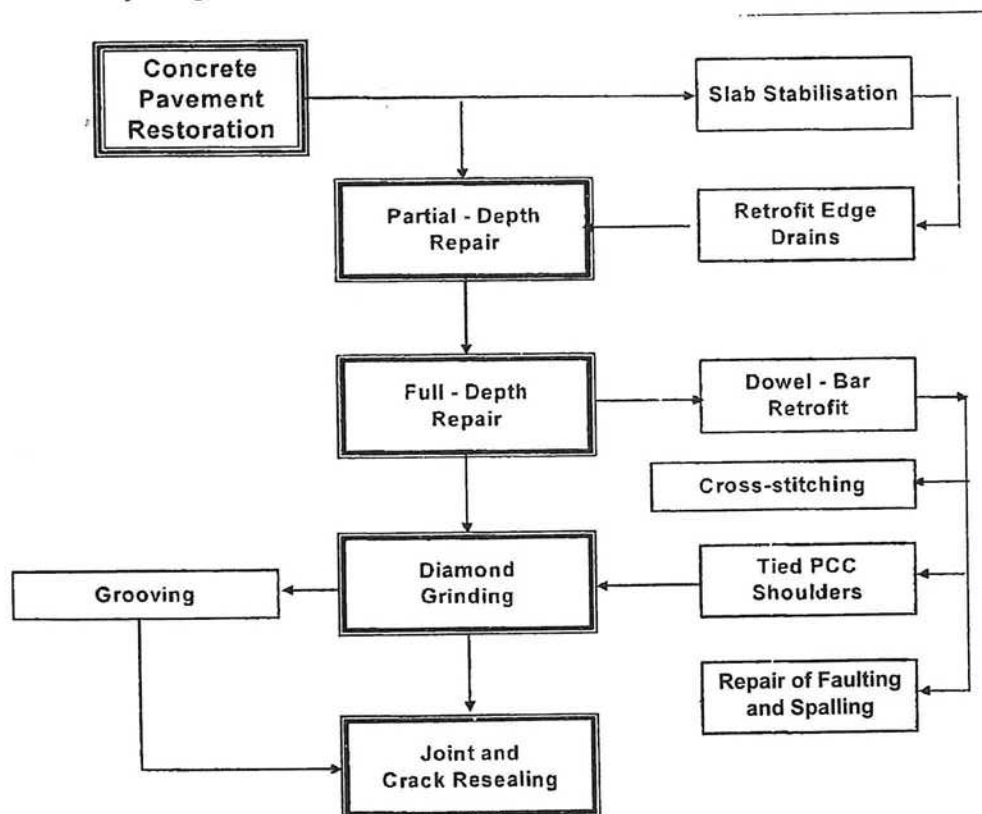 Concrete
Pavement
Restoration
Slab Stabilisation
Partial - Depth
Repair
Retrofit Edge
Drains
Full - Depth
Repair
Dowel - Bar
Retrofit
Cross-stitching
Diamond
Grinding
Tied PCC
Shoulders
Grooving
Repair of Faulting
and Spalling
Joint and
Crack Resealing